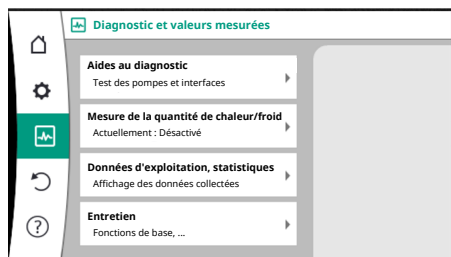 Diagnostic et valeurs mesurées
Aides au diagnostic
Test des pompes et interfaces
Mesure de la quantité de chaleur/froid
Actuellement : Désactivé
Données d'exploitation, statistiques
Affichage des données collectées
Entretien
Fonctions de base, ...
?